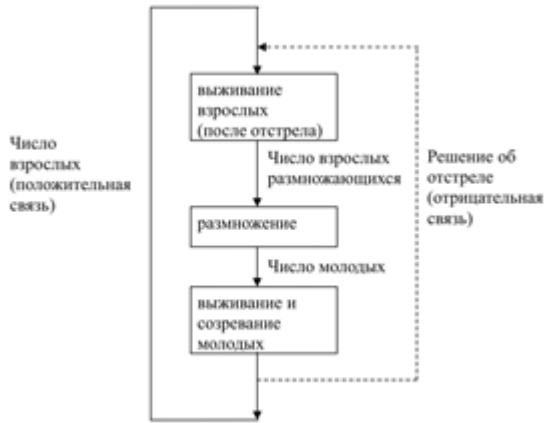 выживание
взрослых
(после отстрела)
Число
взрослых
(положительная
связь)
Число взрослых
размножающихся
Решение об
отстреле
(отрицательная
связь)
размножение
Число молодых
выживание и
созревание
молодых